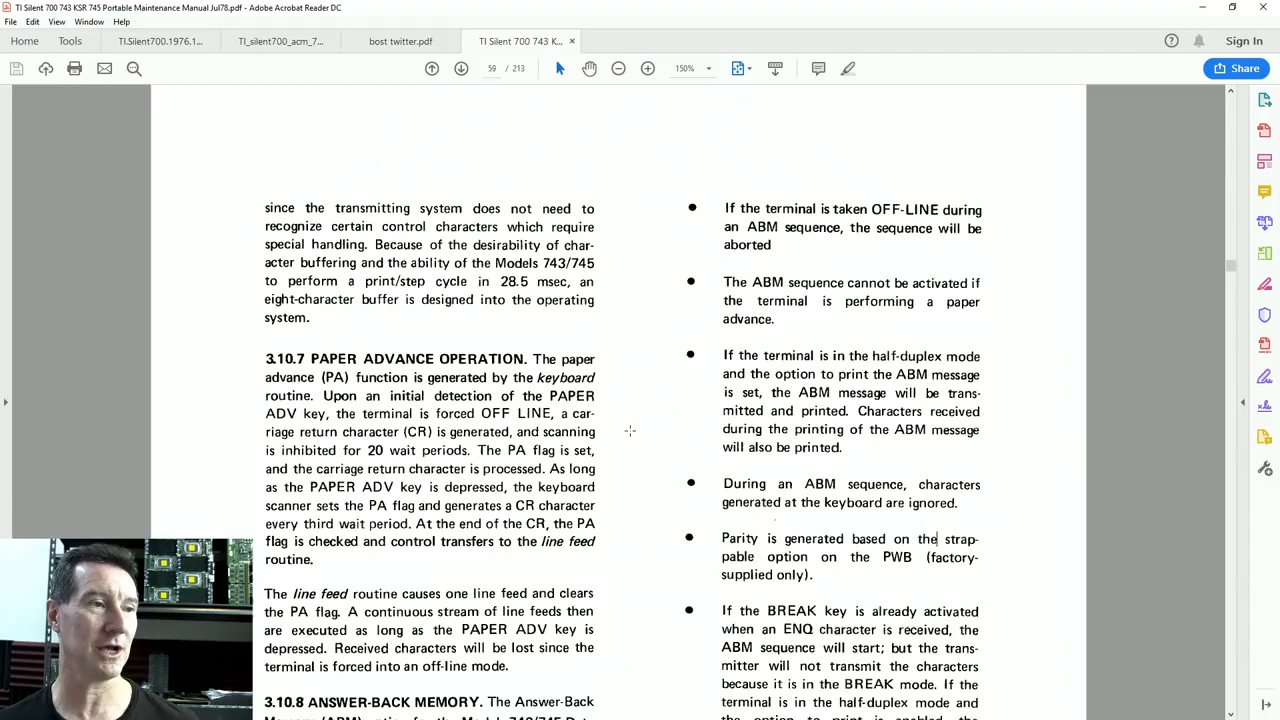 TI Silent 700 743 KSR 745 Portable Maintenance Manual Jul78.pdf - Adobe Acrobat Reader DC
File Edit View Window Help
Home Tools TI.Silent700.1976.1... TI_silent700_acm_7... bost twitter.pdf TI Silent 700 743 K... × Sign In
59 / 213 150% Share
since the transmitting system does not need to
recognize certain control characters which require
special handling. Because of the desirability of char-
acter buffering and the ability of the Models 743/745
to perform a print/step cycle in 28.5 msec, an
eight-character buffer is designed into the operating
system.
3.10.7 PAPER ADVANCE OPERATION. The paper
advance (PA) function is generated by the keyboard
routine. Upon an initial detection of the PAPER
ADV key, the terminal is forced OFF LINE, a car-
riage return character (CR) is generated, and scanning
is inhibited for 20 wait periods. The PA flag is set,
and the carriage return character is processed. As long
as the PAPER ADV key is depressed, the keyboard
scanner sets the PA flag and generates a CR character
every third wait period. At the end of the CR, the PA
flag is checked and control transfers to the line feed
routine.
The line feed routine causes one line feed and clears
the PA flag. A continuous stream of line feeds then
are executed as long as the PAPER ADV key is
depressed. Received characters will be lost since the
terminal is forced into an off-line mode.
3.10.8 ANSWER-BACK MEMORY. The Answer-Back
● If the terminal is taken OFF-LINE during
an ABM sequence, the sequence will be
aborted
● The ABM sequence cannot be activated if
the terminal is performing a paper
advance.
● If the terminal is in the half-duplex mode
and the option to print the ABM message
is set, the ABM message will be trans-
mitted and printed. Characters received
during the printing of the ABM message
will also be printed.
● During an ABM sequence, characters
generated at the keyboard are ignored.
● Parity is generated based on the strap-
pable option on the PWB (factory-
supplied only).
● If the BREAK key is already activated
when an ENQ character is received, the
ABM sequence will start; but the trans-
mitter will not transmit the characters
because it is in the BREAK mode. If the
terminal is in the half-duplex mode and
the option to print is enabled, the